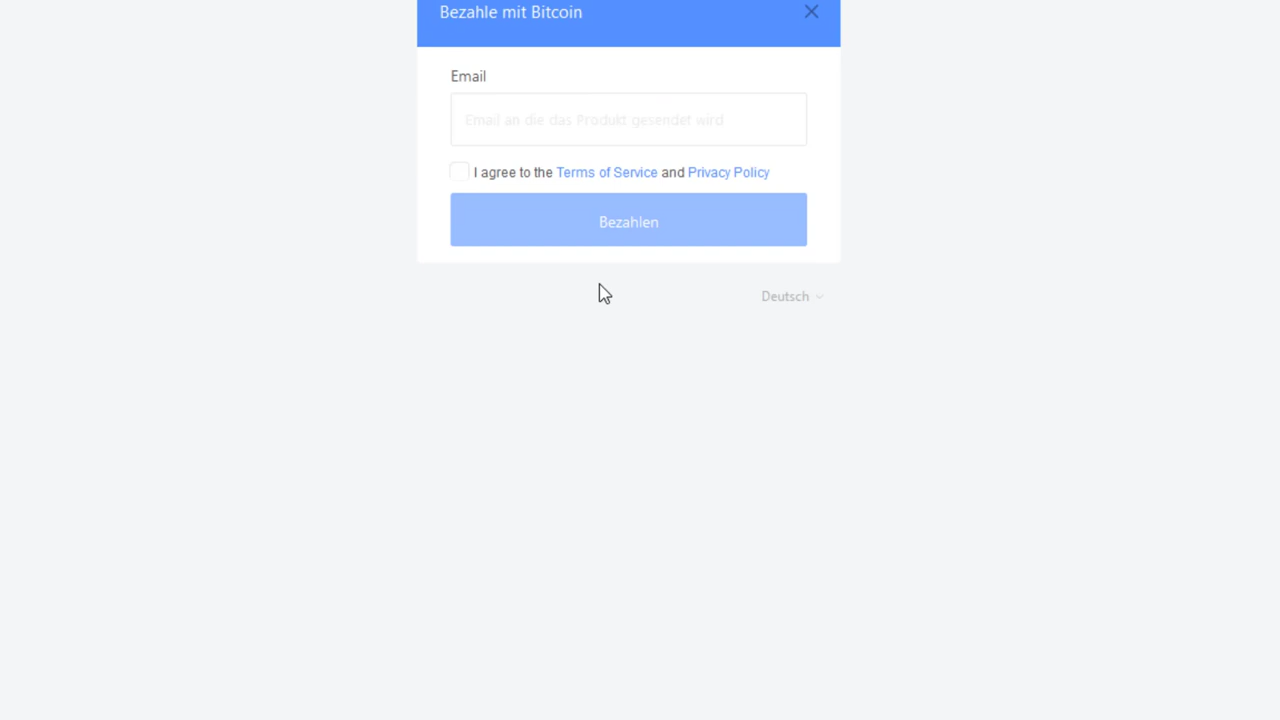 Bezahle mit Bitcoin
Email
Email an die das Produkt gesendet wird
I agree to the Terms of Service and Privacy Policy
Bezahlen
Deutsch